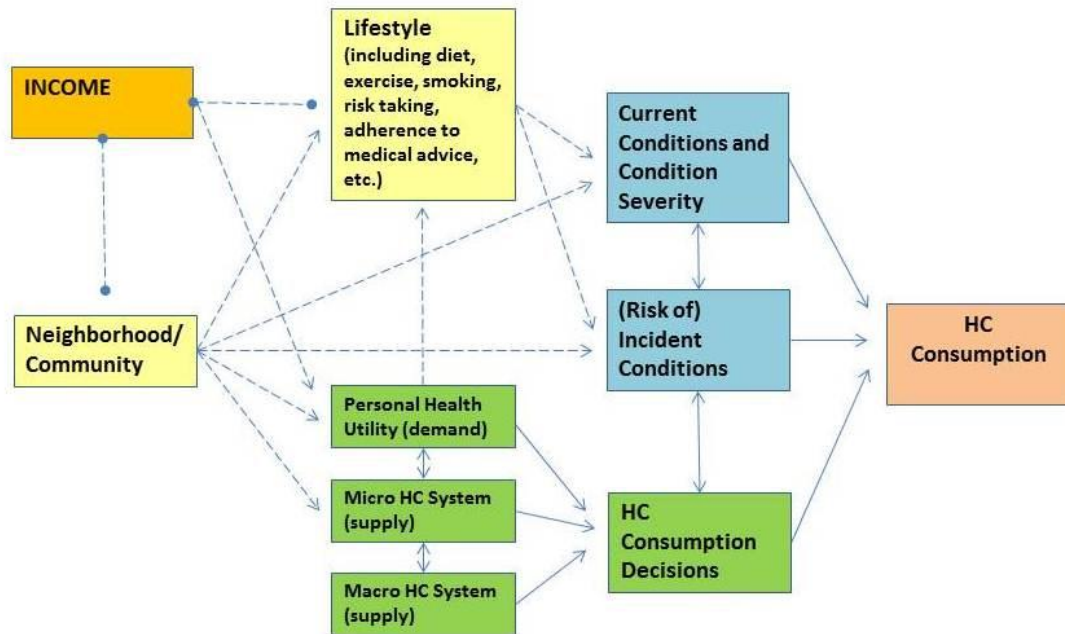 INCOME
Lifestyle
(including diet,
exercise, smoking,
risk taking,
adherence to
medical advice,
etc.)
Current
Conditions and
Condition
Severity
Neighborhood/
Community
(Risk of)
Incident
Conditions
HC
Consumption
Personal Health
Utility (demand)
Micro HC System
(supply)
Macro HC System
(supply)
HC
Consumption
Decisions